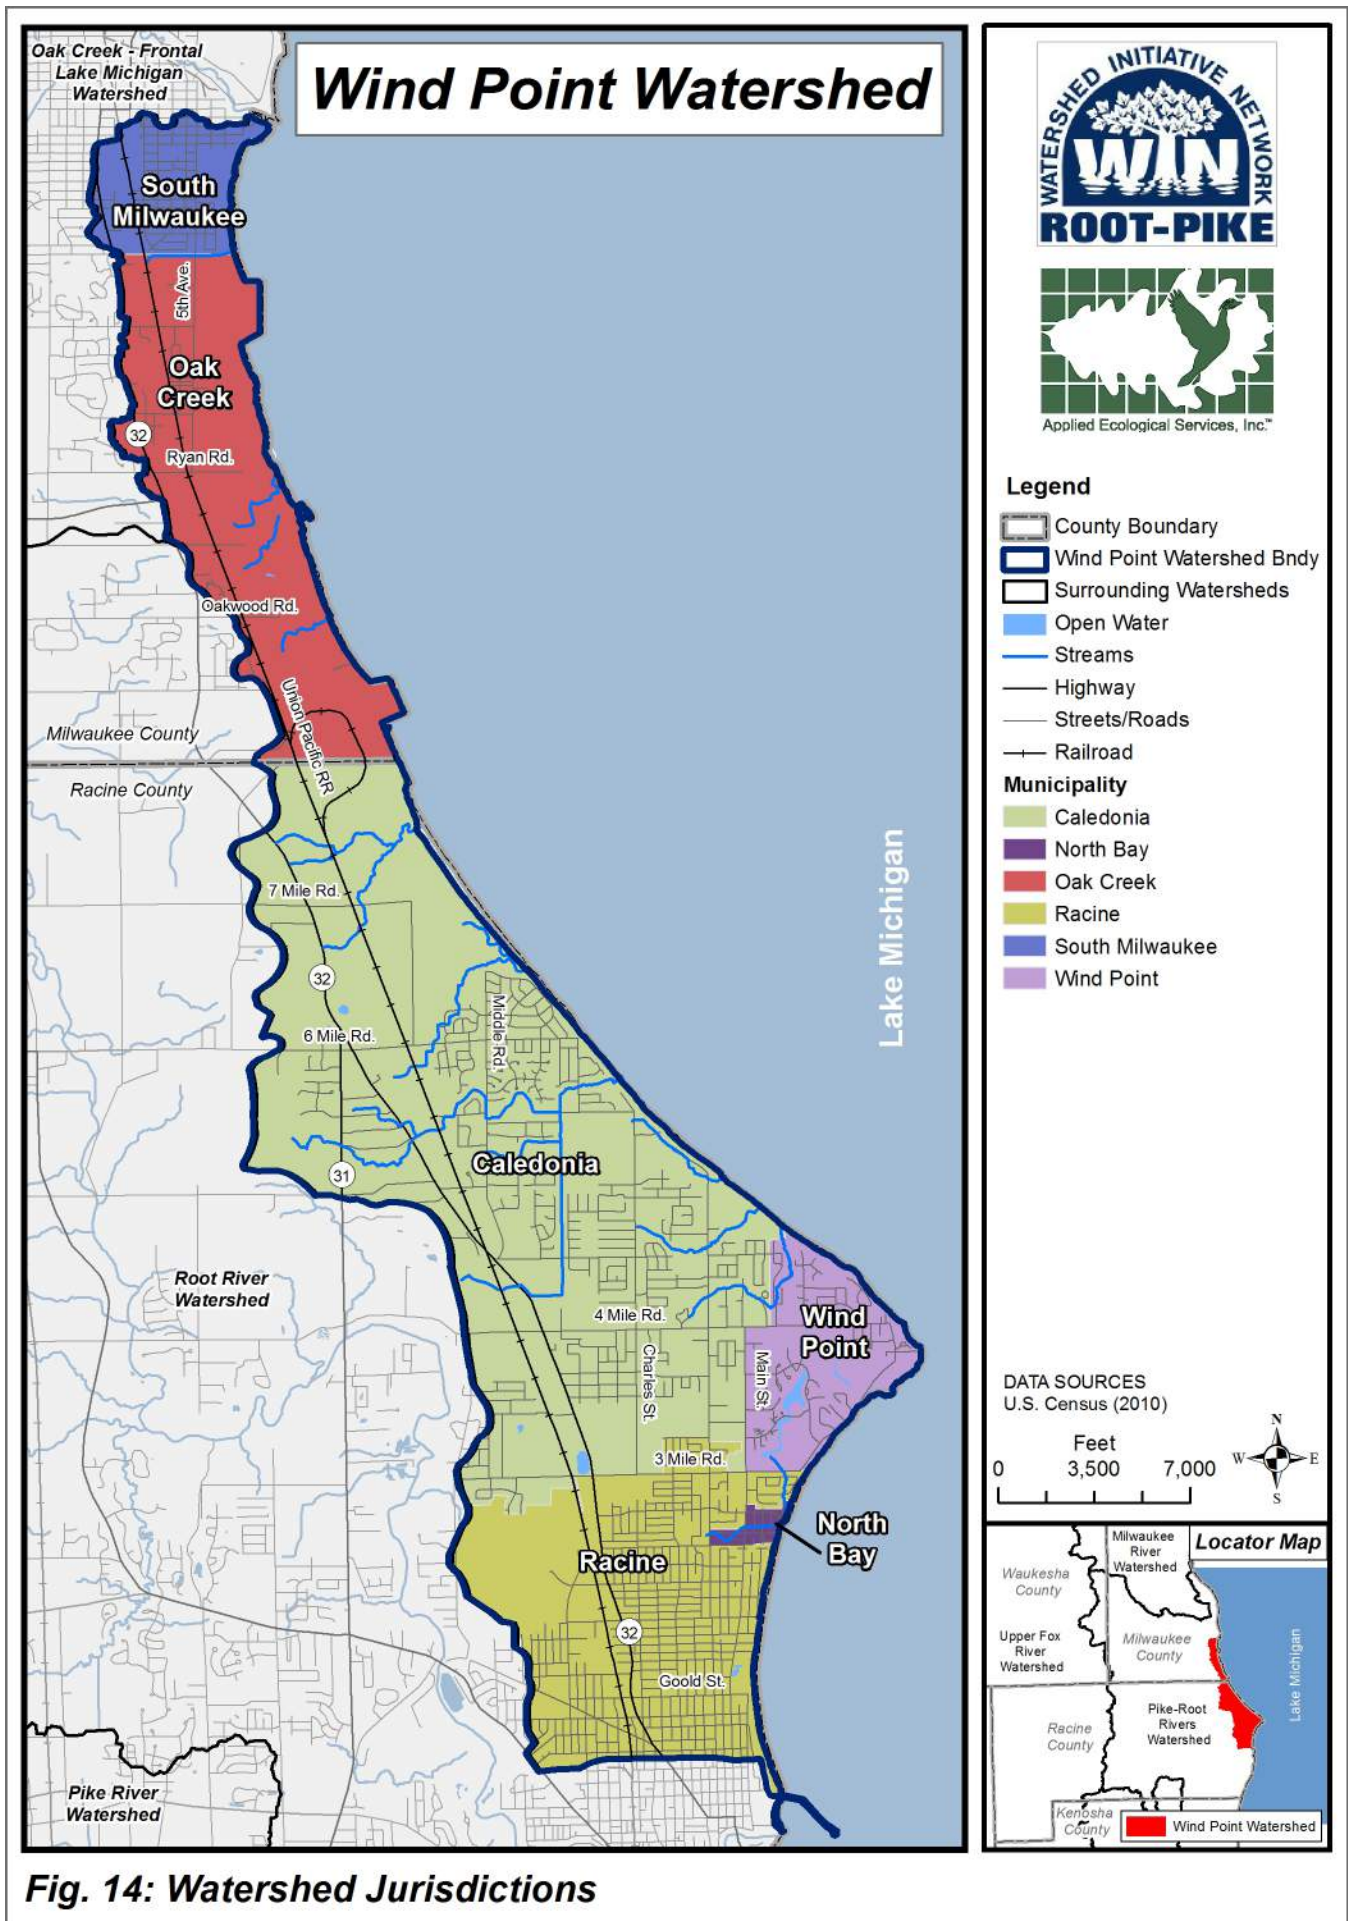 Wind Point Watershed
Oak Creek - Frontal
Lake Michigan
Watershed
South
Milwaukee
5th Ave.
Oak
Creek
32
Ryan Rd.
Oakwood Rd.
Union Pacific RR
Milwaukee County
Racine County
7 Mile Rd.
32
6 Mile Rd.
Middle Rd.
Lake Michigan
Caledonia
31
Root River
Watershed
4 Mile Rd.
Wind
Point
Charles St.
Main St.
3 Mile Rd.
North
Bay
Racine
32
Goold St.
Pike River
Watershed
WATERSHED INITIATIVE NETWORK
WIN
ROOT-PIKE
Applied Ecological Services, Inc.™
Legend
County Boundary
Wind Point Watershed Bndy
Surrounding Watersheds
Open Water
Streams
Highway
Streets/Roads
Railroad
Municipality
Caledonia
North Bay
Oak Creek
Racine
South Milwaukee
Wind Point
DATA SOURCES
U.S. Census (2010)
Feet
0 3,500 7,000
N
W E
S
Locator Map
Milwaukee
River
Watershed
Waukesha
County
Upper Fox
River
Watershed
Milwaukee
County
Lake Michigan
Pike-Root
Rivers
Watershed
Racine
County
Kenosha
County
Wind Point Watershed
Fig. 14: Watershed Jurisdictions